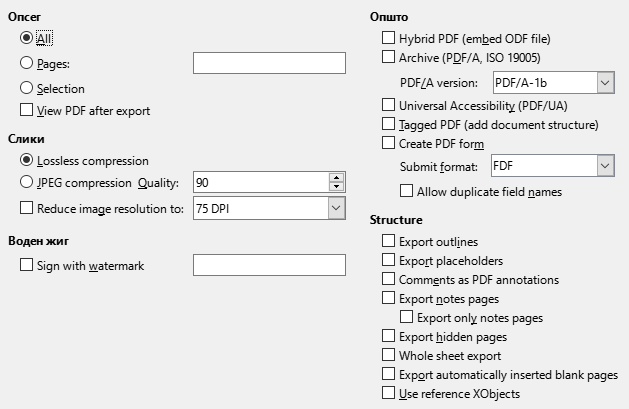 Опсег
All
Pages:
Selection
View PDF after export
Слики
Lossless compression
JPEG compression Quality: 90
Reduce image resolution to: 75 DPI
Воден жиг
Sign with watermark
Општо
Hybrid PDF (embed ODF file)
Archive (PDF/A, ISO 19005)
PDF/A version: PDF/A-1b
Universal Accessibility (PDF/UA)
Tagged PDF (add document structure)
Create PDF form
Submit format: FDF
Allow duplicate field names
Structure
Export outlines
Export placeholders
Comments as PDF annotations
Export notes pages
Export only notes pages
Export hidden pages
Whole sheet export
Export automatically inserted blank pages
Use reference XObjects